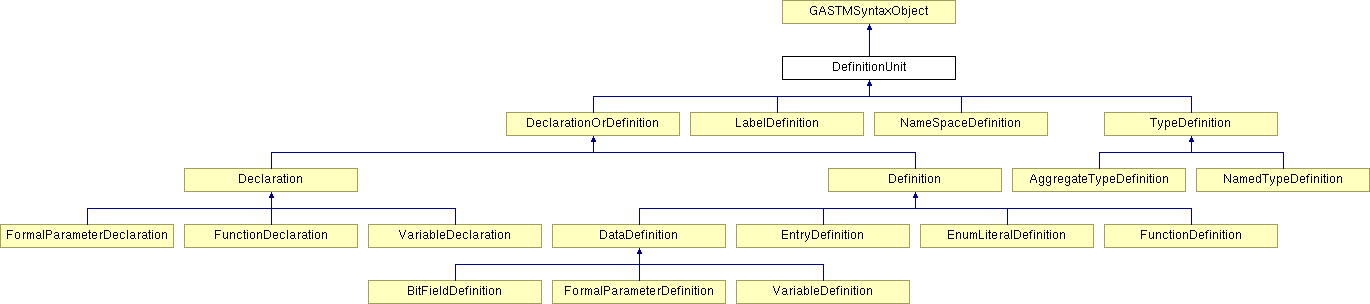 GASTMSyntaxObject
DefinitionUnit
DeclarationOrDefinition
LabelDefinition
NameSpaceDefinition
TypeDefinition
Declaration
Definition
AggregateTypeDefinition
NamedTypeDefinition
FormalParameterDeclaration
FunctionDeclaration
VariableDeclaration
DataDefinition
EntryDefinition
EnumLiteralDefinition
FunctionDefinition
BitFieldDefinition
FormalParameterDefinition
VariableDefinition